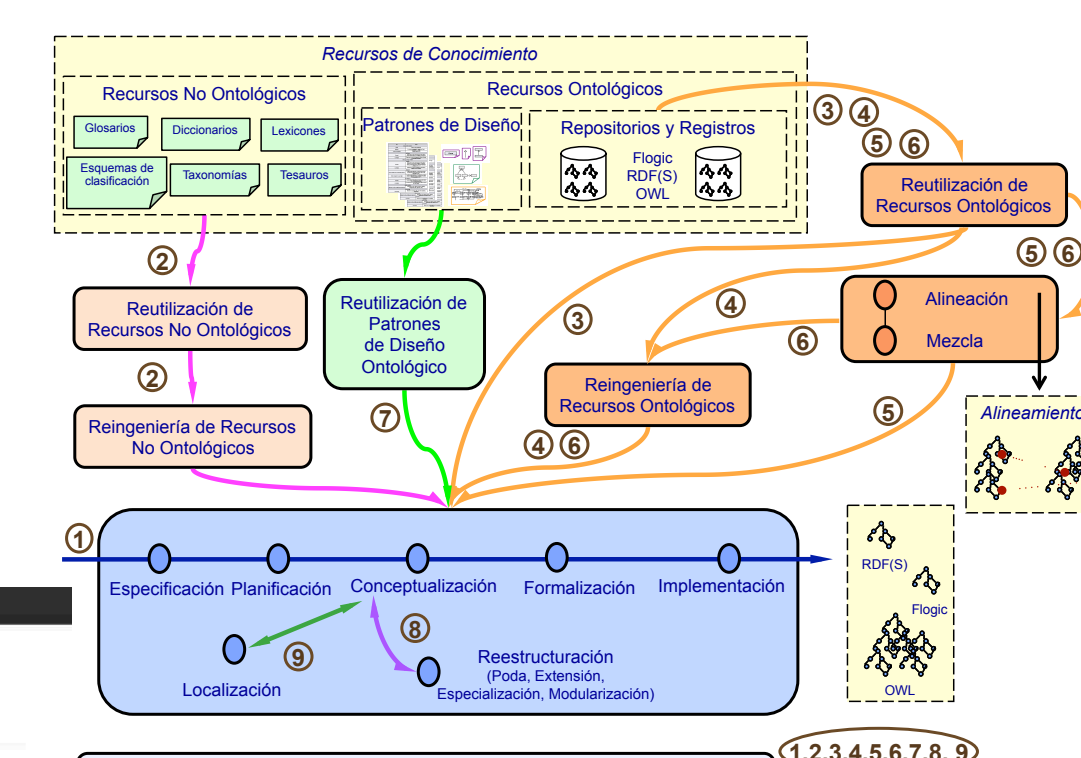 Recursos de Conocimiento
Recursos No Ontológicos
Glosarios
Diccionarios
Lexicones
Esquemas de
clasificación
Taxonomías
Tesauros
Recursos Ontológicos
Patrones de Diseño
Repositorios y Registros
Flogic
RDF(S)
OWL
3 4
5 6
Reutilización de
Recursos Ontológicos
5 6
2
Reutilización de
Recursos No Ontológicos
2
Reingeniería de Recursos
No Ontológicos
Reutilización de
Patrones
de Diseño
Ontológico
7
3
4
6
Alineación
Mezcla
Reingeniería de
Recursos Ontológicos
4 6
5
Alineamiento
1
Especificación
Planificación
Conceptualización
Formalización
Implementación
9
8
Localización
Reestructuración
(Poda, Extensión,
Especialización, Modularización)
RDF(S)
Flogic
OWL
1,2,3,4,5,6,7,8, 9